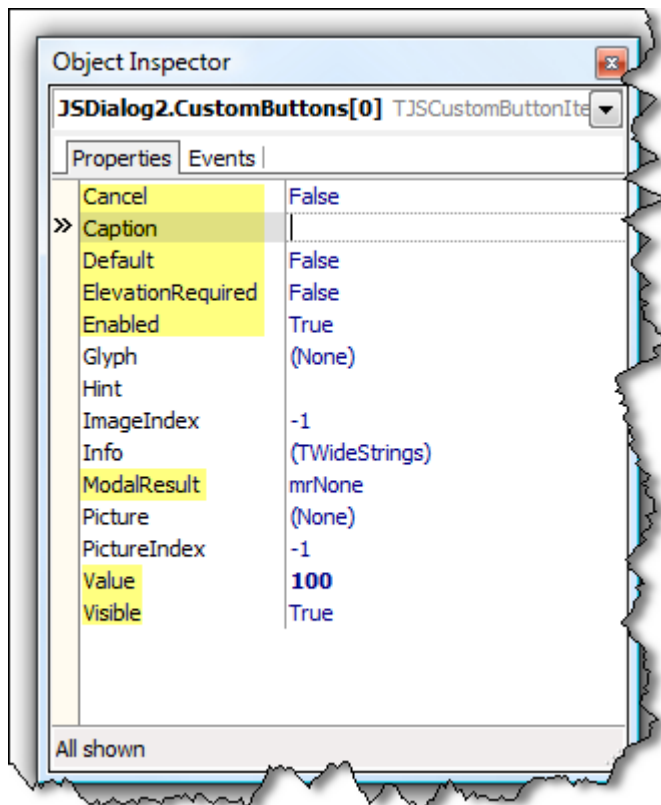 Object Inspector
JSDialog2.CustomButtons[0] TJSCustomButtonIte
Properties Events
Cancel False
» Caption
Default False
ElevationRequired False
Enabled True
Glyph (None)
Hint
ImageIndex -1
Info (TWideStrings)
ModalResult mrNone
Picture (None)
PictureIndex -1
Value 100
Visible True
All shown